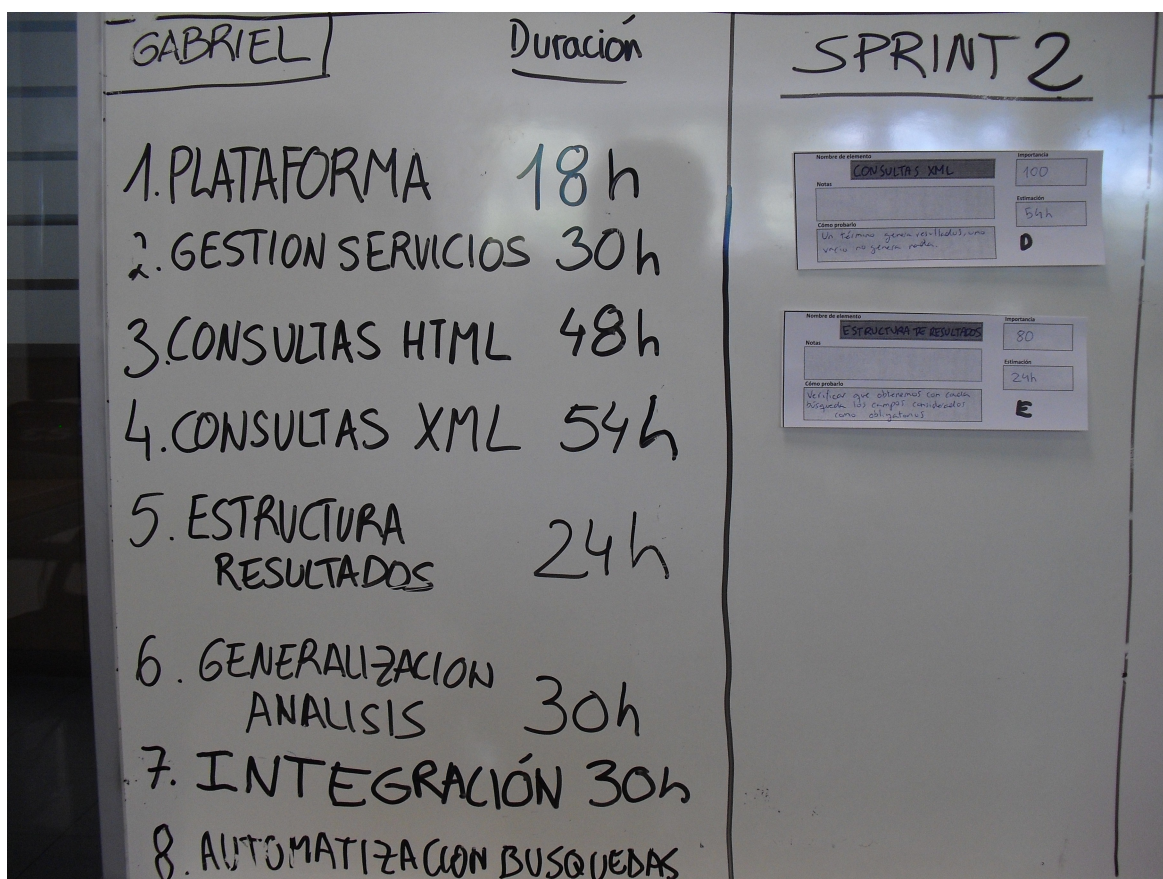 GABRIEL Duración
1. PLATAFORMA 18h
2. GESTION SERVICIOS 30h
3. CONSULTAS HTML 48h
4. CONSULTAS XML 54h
5. ESTRUCTURA
RESULTADOS 24h
6. GENERALIZACION
ANALISIS 30h
7. INTEGRACIÓN 30h
8. AUTOMATIZACION BUSQUEDAS
SPRINT 2
Nombre de elemento Importancia
CONSULTAS XML 100
Notas
Estimación
54h
Cómo probarlo
Un término genera resultados, uno
vacio no genera nada.
D
Nombre de elemento Importancia
ESTRUCTURA DE RESULTADOS 80
Notas
Estimación
24h
Cómo probarlo
Verificar que obtenemos con cada
búsqueda los campos considerados
como obligatorios
E